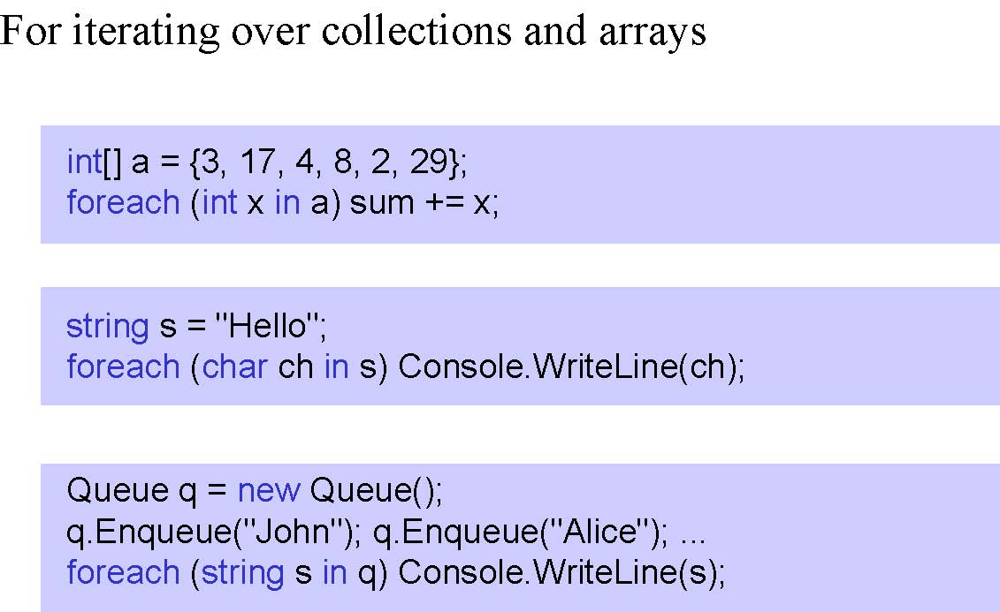 For iterating over collections and arrays
int[] a = {3, 17, 4, 8, 2, 29};
foreach (int x in a) sum += x;
string s = "Hello";
foreach (char ch in s) Console.WriteLine(ch);
Queue q = new Queue();
q.Enqueue("John"); q.Enqueue("Alice"); ...
foreach (string s in q) Console.WriteLine(s);